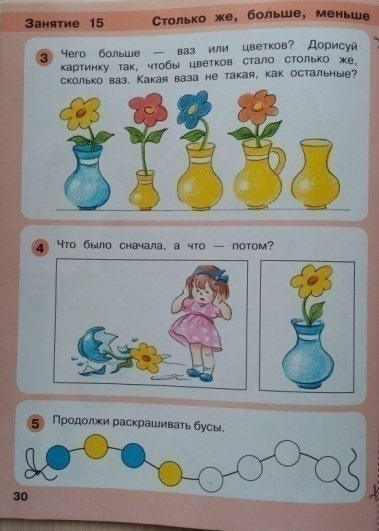 Занятие 15 Столько же, больше, меньше
3 Чего больше — ваз или цветков? Дорисуй
картинку так, чтобы цветков стало столько же,
сколько ваз. Какая ваза не такая, как остальные?
4 Что было сначала, а что — потом?
5 Продолжи раскрашивать бусы.
30